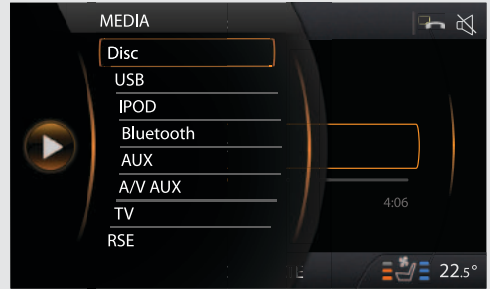 MEDIA
Disc
USB
IPOD
Bluetooth
AUX
A/V AUX
TV
RSE
4:06
22.5°